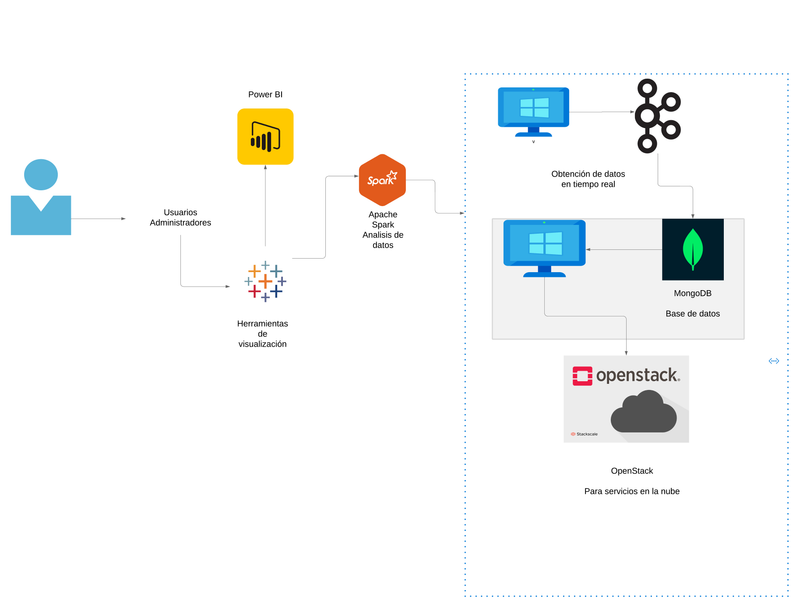 Power BI
Usuarios
Administradores
Herramientas
de
visualización
Spark
Apache
Spark
Analisis de
datos
v
Obtención de datos
en tiempo real
MongoDB
Base de datos
openstack.
Stackscale
OpenStack
Para servicios en la nube